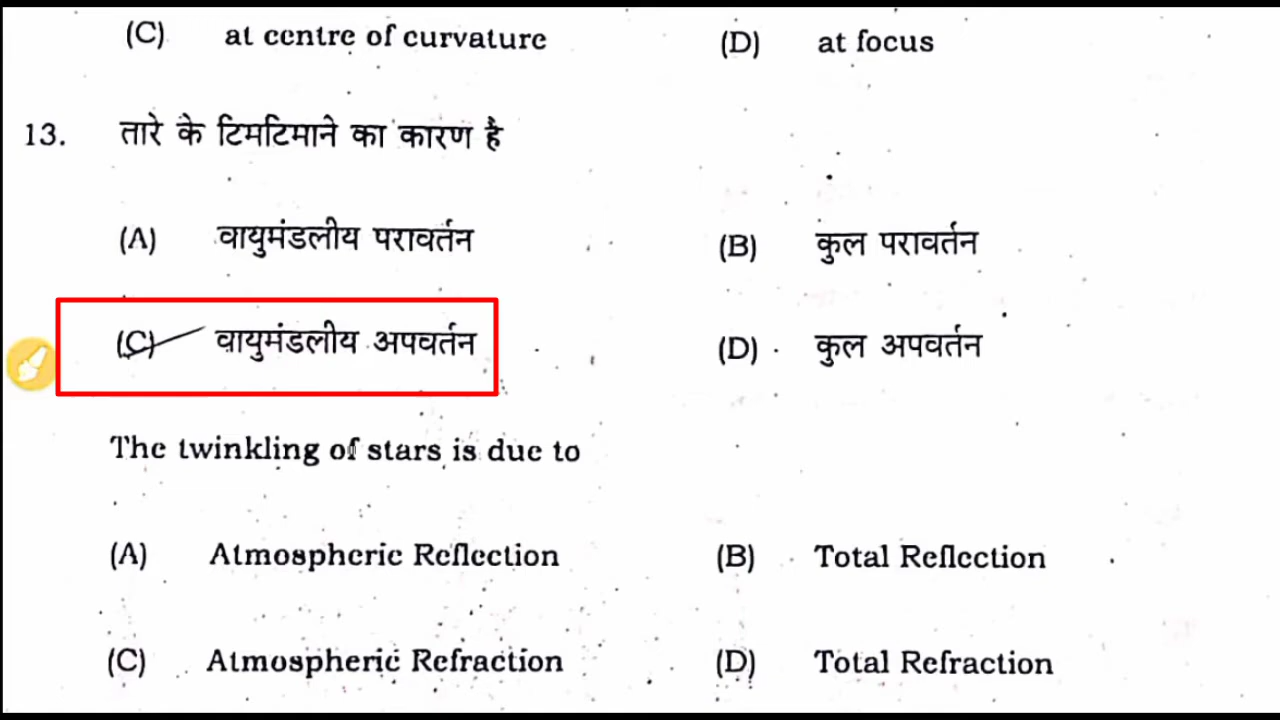 (C) at centre of curvature (D) at focus
13. तारे के टिमटिमाने का कारण है
(A) वायुमंडलीय परावर्तन (B) कुल परावर्तन
(C) वायुमंडलीय अपवर्तन (D) कुल अपवर्तन
The twinkling of stars is due to
(A) Atmospheric Reflection (B) Total Reflection
(C) Atmospheric Refraction (D) Total Refraction